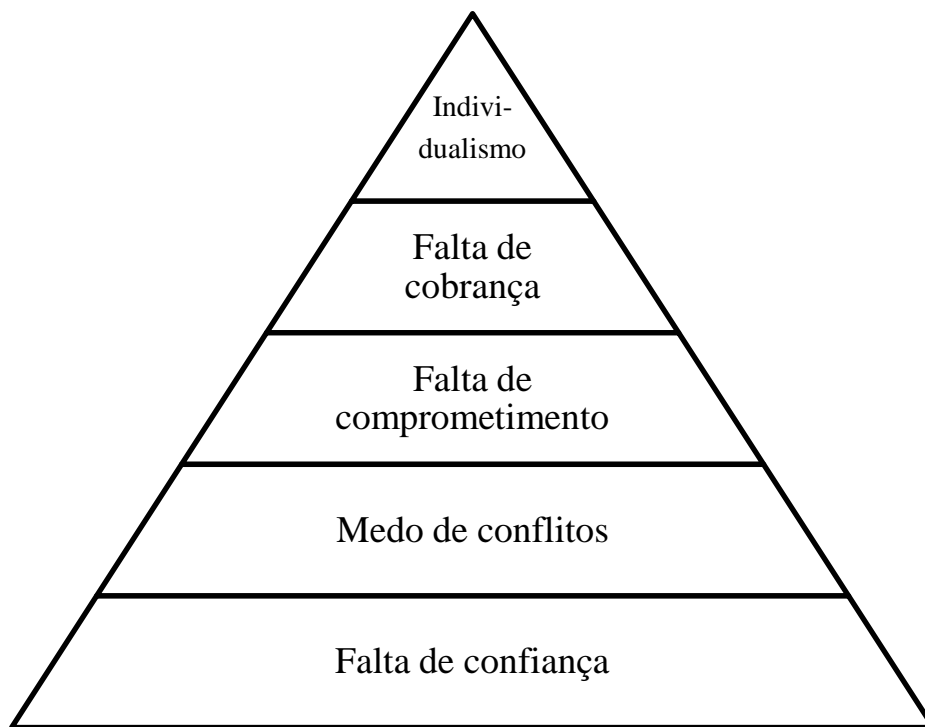 Indivi-
dualismo
Falta de
cobrança
Falta de
comprometimento
Medo de conflitos
Falta de confiança